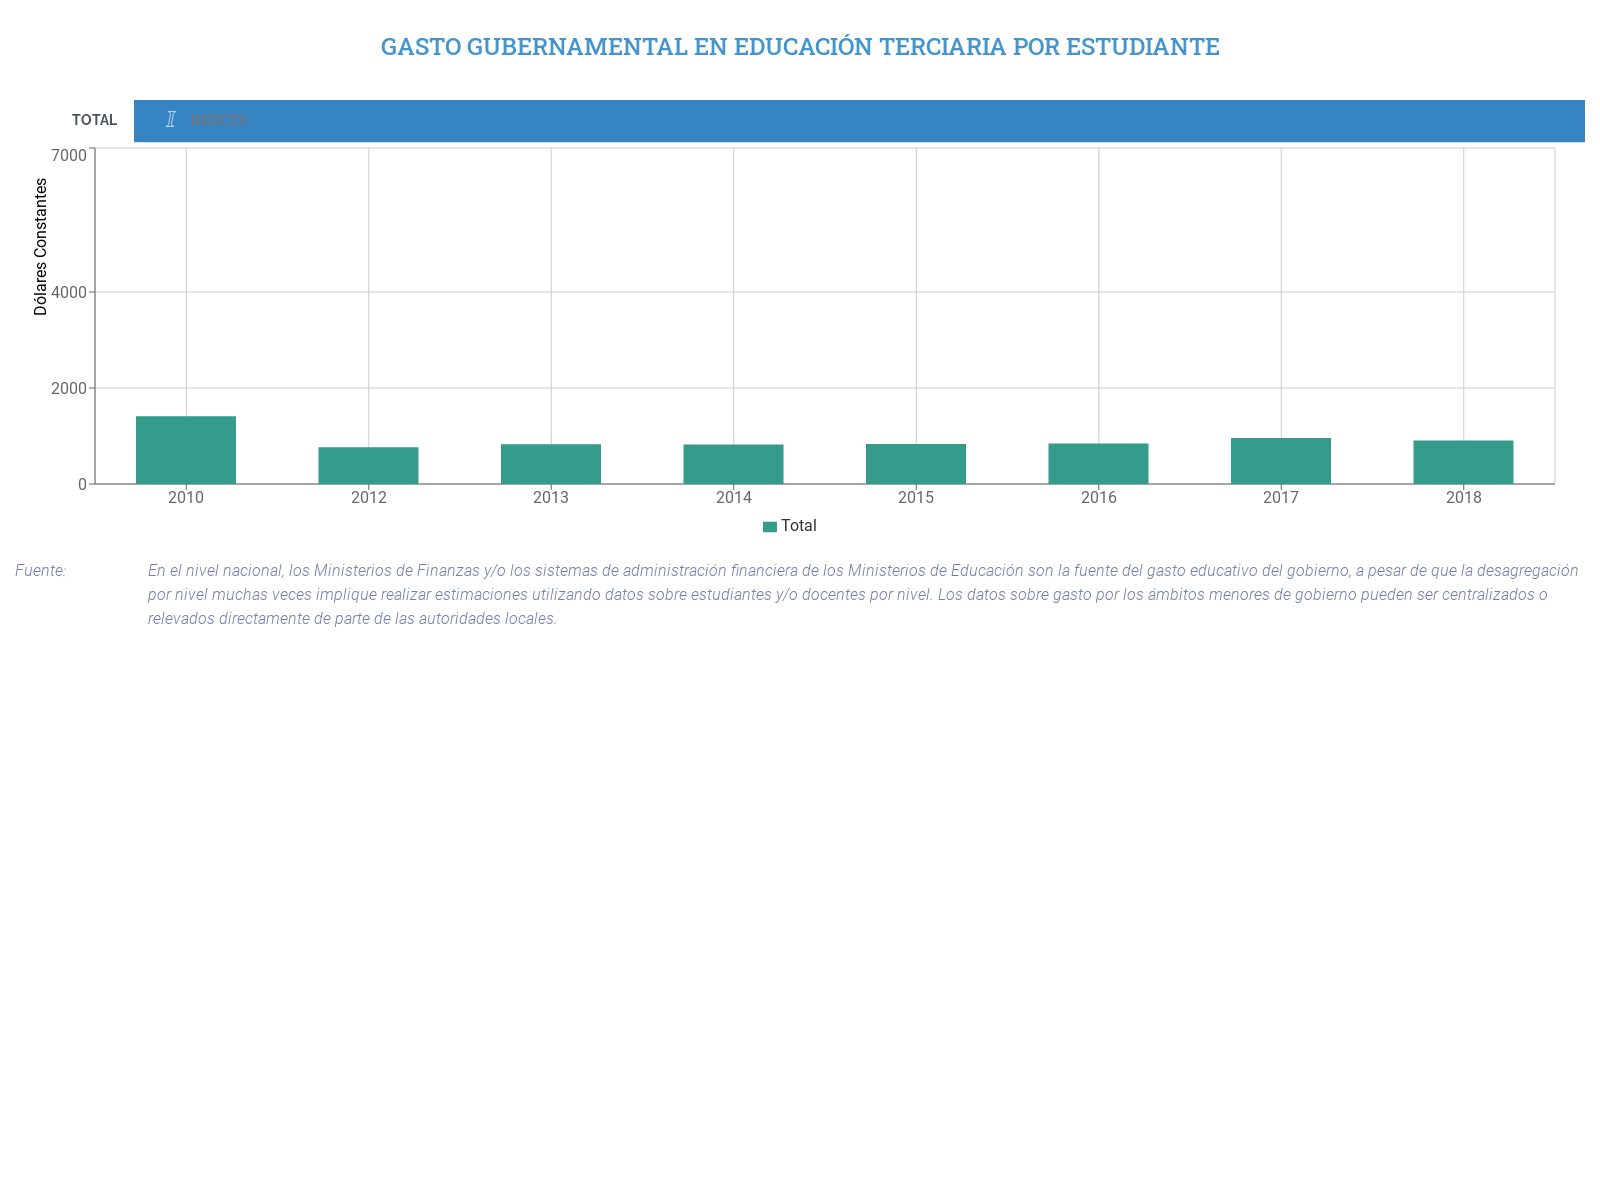 GASTO GUBERNAMENTAL EN EDUCACIÓN TERCIARIA POR ESTUDIANTE
TOTAL
INDICES
Dólares Constantes
7000
4000
2000
0
2010 2012 2013 2014 2015 2016 2017 2018
Total
Fuente: En el nivel nacional, los Ministerios de Finanzas y/o los sistemas de administración financiera de los Ministerios de Educación son la fuente del gasto educativo del gobierno, a pesar de que la desagregación
por nivel muchas veces implique realizar estimaciones utilizando datos sobre estudiantes y/o docentes por nivel. Los datos sobre gasto por los ámbitos menores de gobierno pueden ser centralizados o
relevados directamente de parte de las autoridades locales.